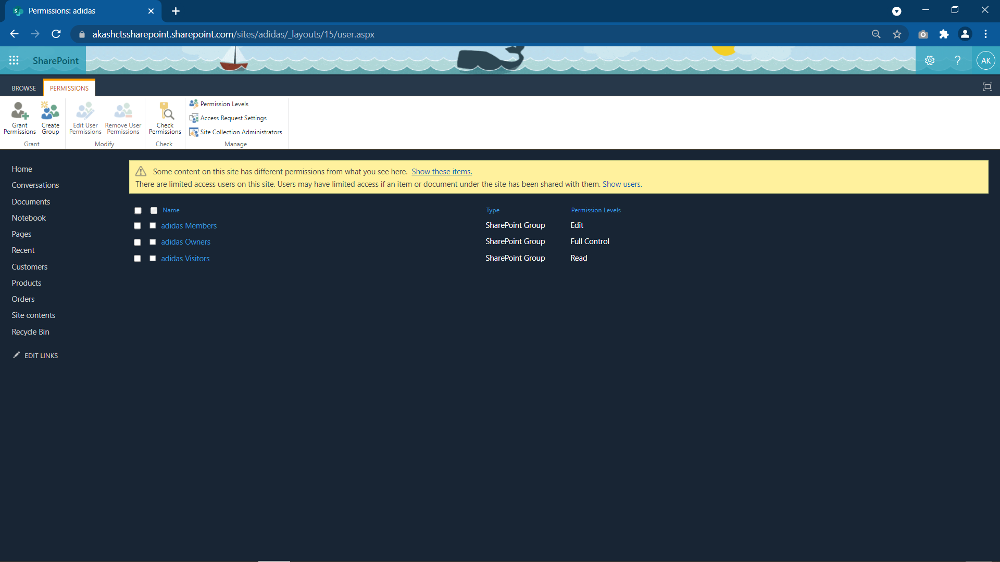 Permissions: adidas
akashctssharepoint.sharepoint.com/sites/adidas/_layouts/15/user.aspx
SharePoint
? AK
BROWSE PERMISSIONS
Grant Permissions
Create Group
Grant
Edit User Permissions
Remove User Permissions
Modify
Check Permissions
Check
Permission Levels
Access Request Settings
Site Collection Administrators
Manage
Home
Conversations
Documents
Notebook
Pages
Recent
Customers
Products
Orders
Site contents
Recycle Bin
EDIT LINKS
Some content on this site has different permissions from what you see here. Show these items.
There are limited access users on this site. Users may have limited access if an item or document under the site has been shared with them. Show users.
Name Type Permission Levels
adidas Members SharePoint Group Edit
adidas Owners SharePoint Group Full Control
adidas Visitors SharePoint Group Read